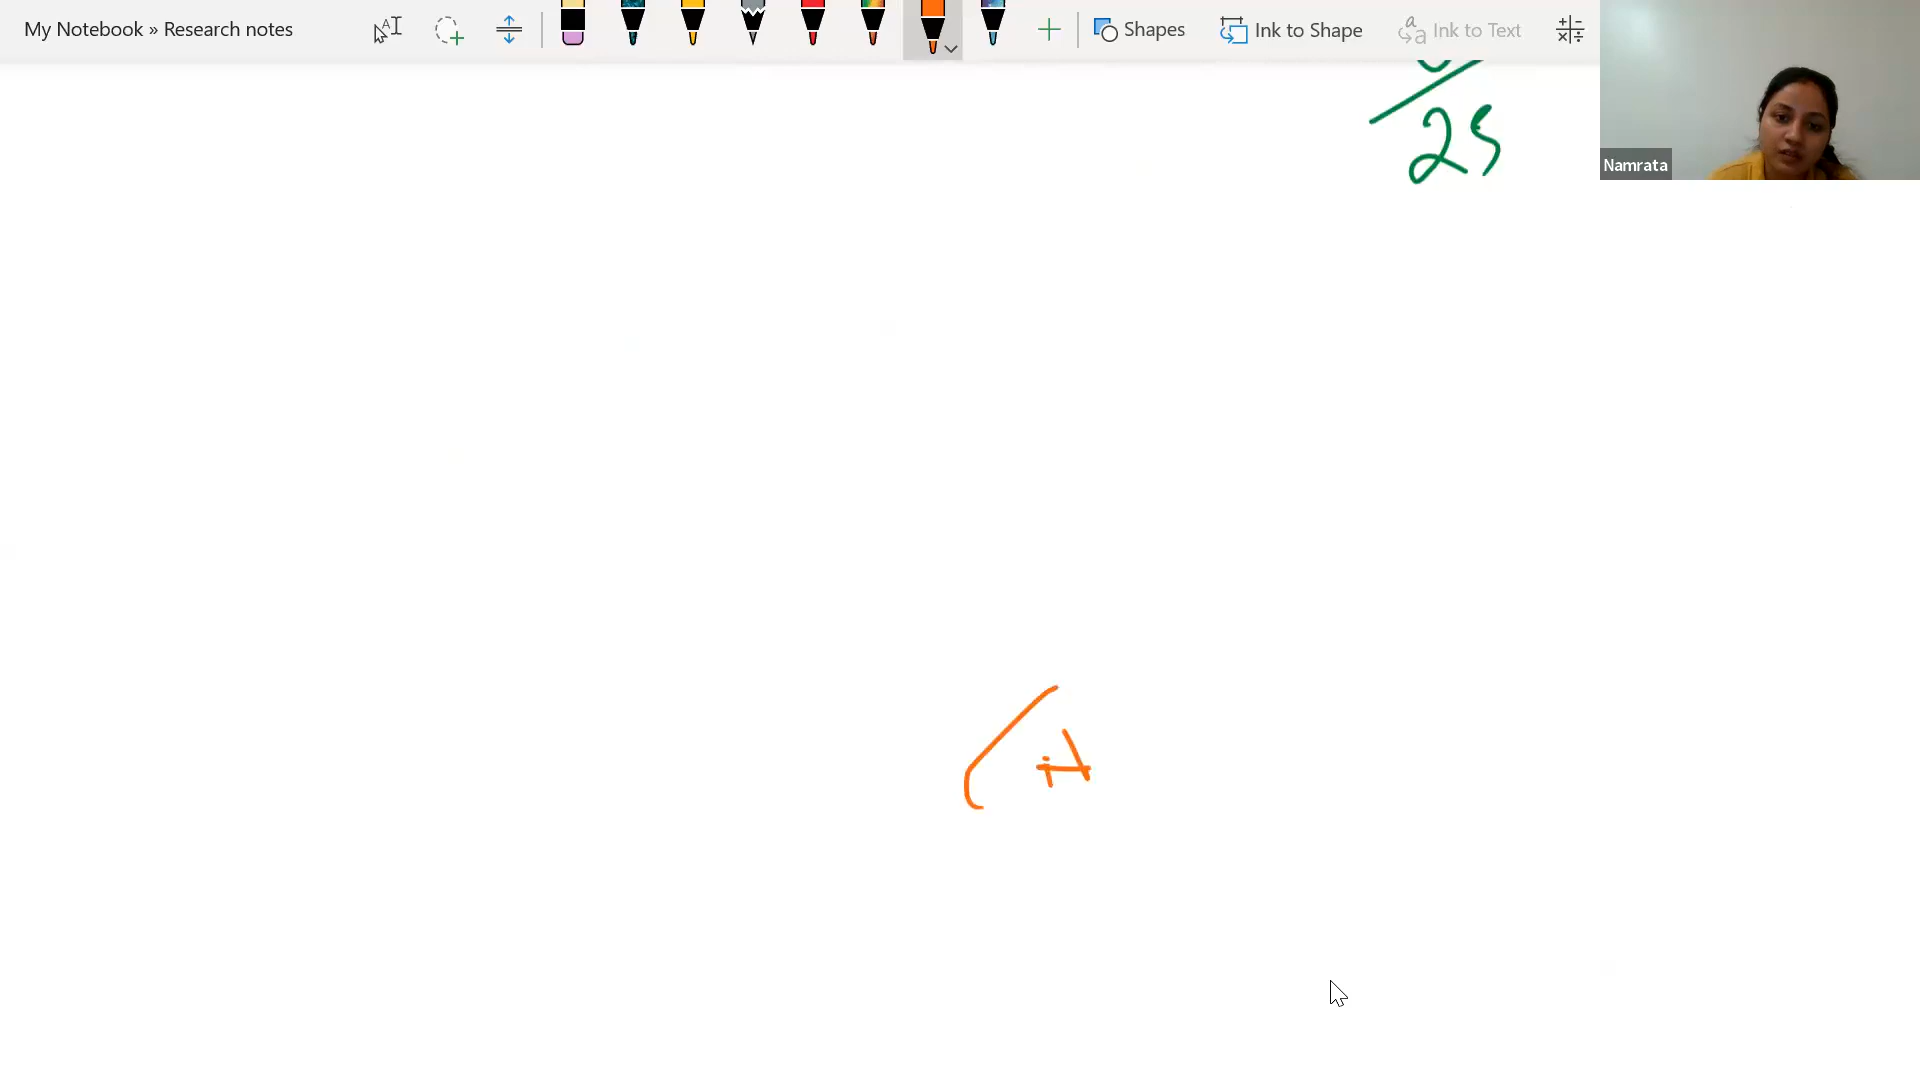 My Notebook » Research notes
Shapes
Ink to Shape
Ink to Text
25
Namrata